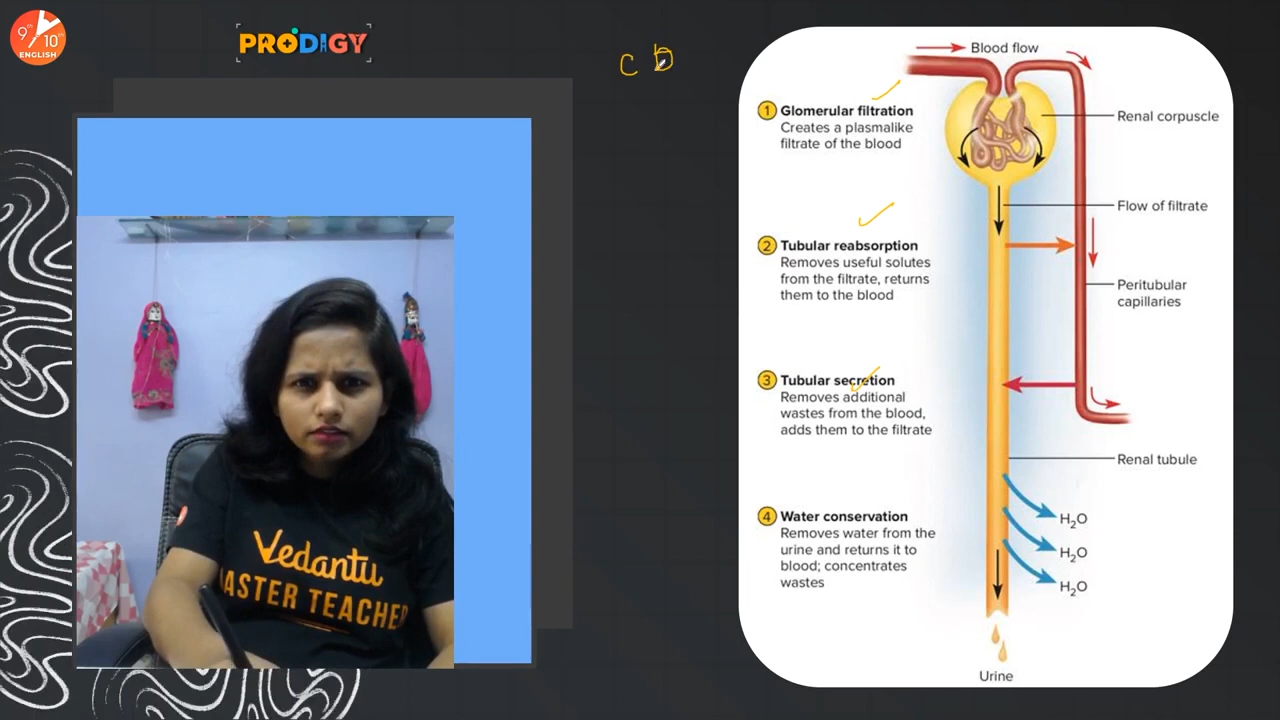 9th
10th
ENGLISH
PRODIGY
c b
Blood flow
1 Glomerular filtration
Creates a plasmalike
filtrate of the blood
Renal corpuscle
Flow of filtrate
2 Tubular reabsorption
Removes useful solutes
from the filtrate, returns
them to the blood
Peritubular
capillaries
3 Tubular secretion
Removes additional
wastes from the blood,
adds them to the filtrate
Renal tubule
4 Water conservation
Removes water from the
urine and returns it to
blood; concentrates
wastes
H₂O
H₂O
H₂O
Urine
Vedantu
MASTER TEACHER